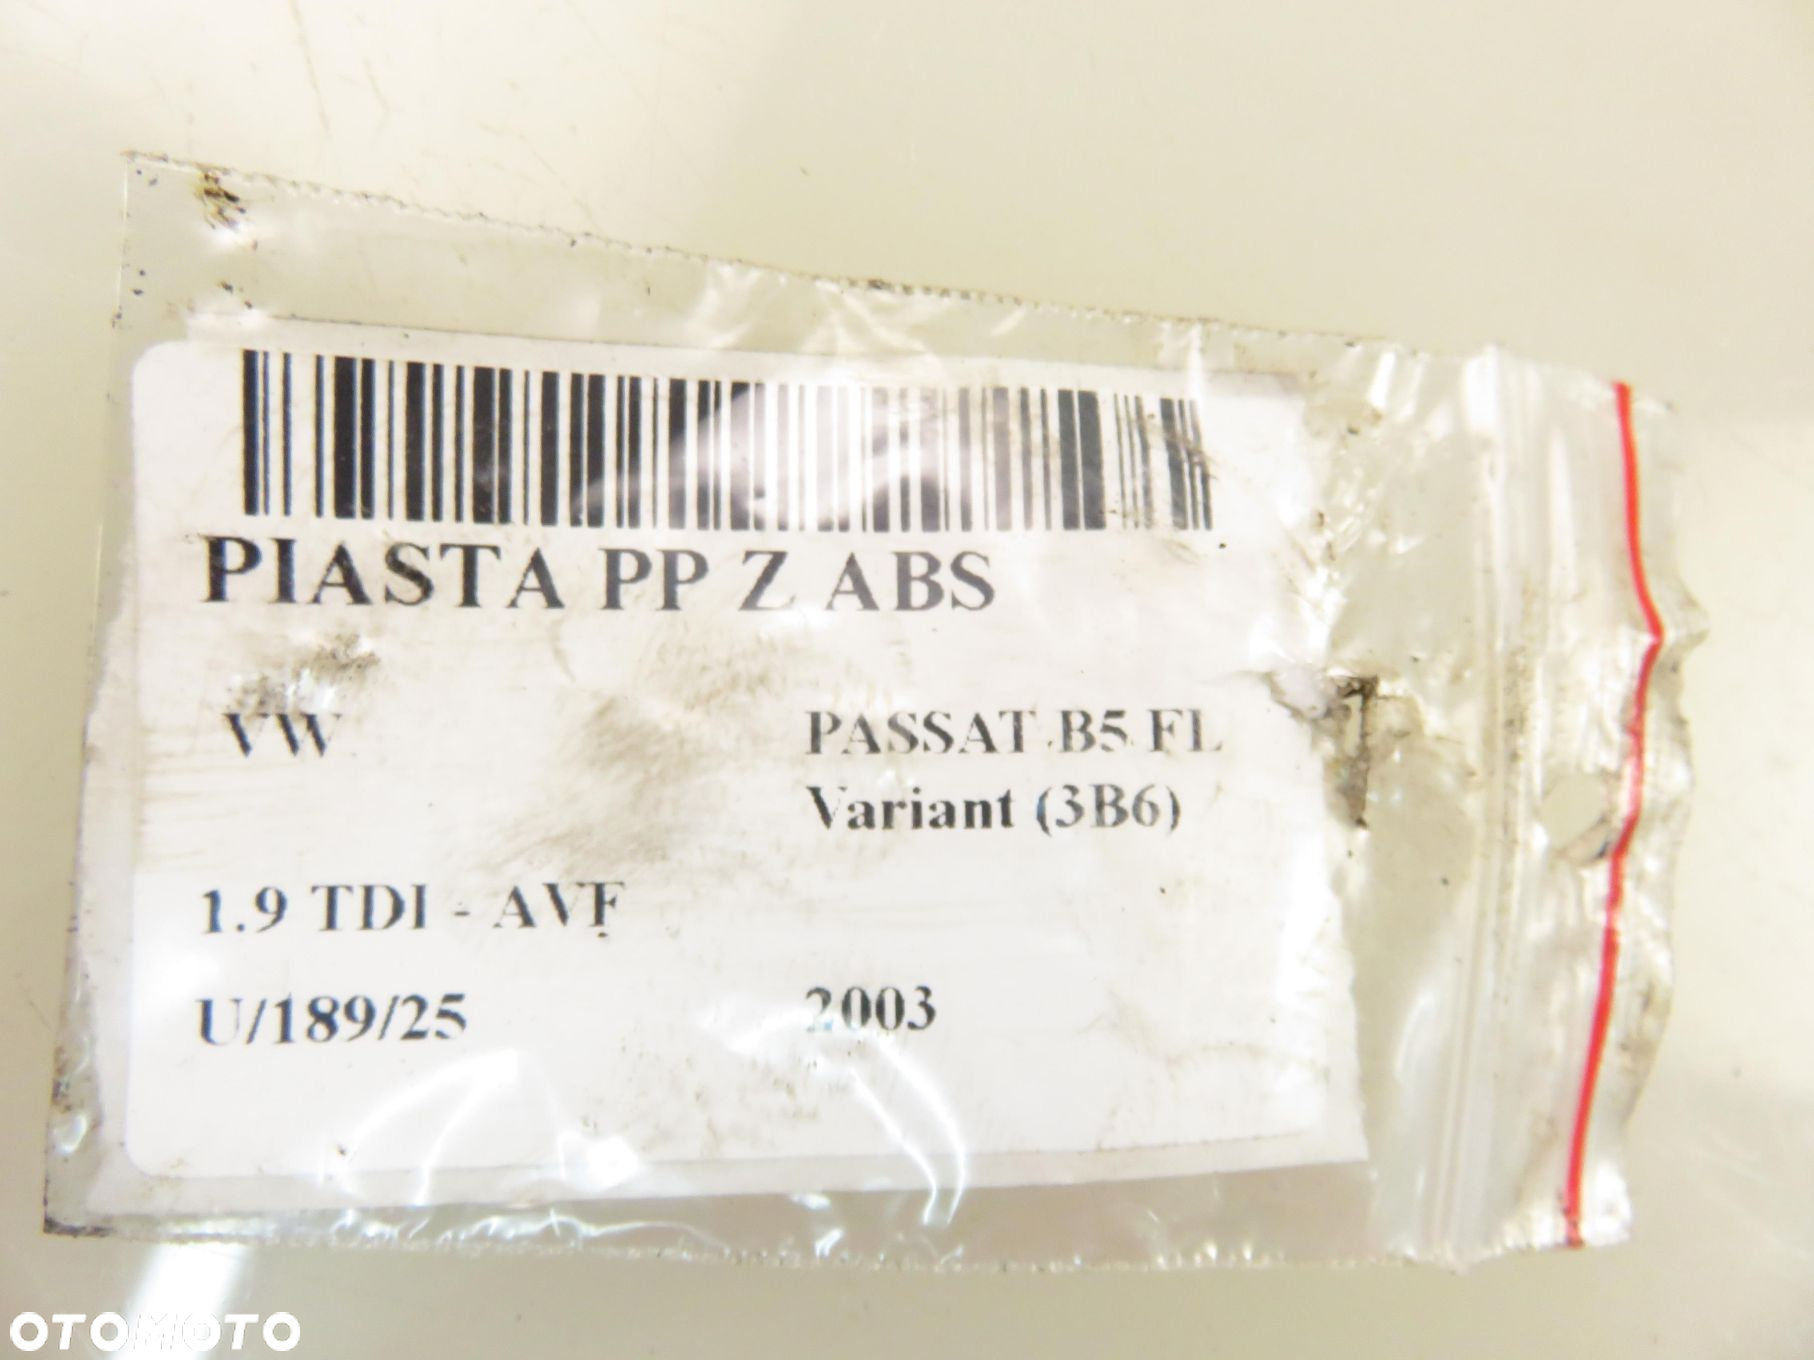 PIASTA PP Z ABS
VW
PASSAT B5 FL
Variant (3B6)
1.9 TDI - AVF
U/189/25
2003
OTOMOTO